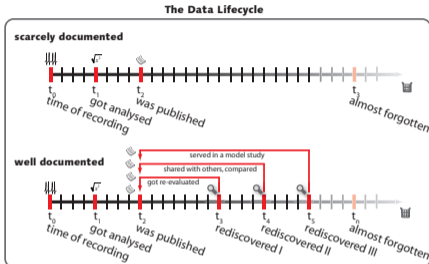 The Data Lifecycle
scarcely documented
t0 t1 t2 t3
time of recording
got analysed
was published
almost forgotten
well documented
served in a model study
shared with others, compared
got re-evaluated
t0 t1 t2 t3 t4 t5 tn
time of recording
got analysed
was published
rediscovered I
rediscovered II
rediscovered III
almost forgotten